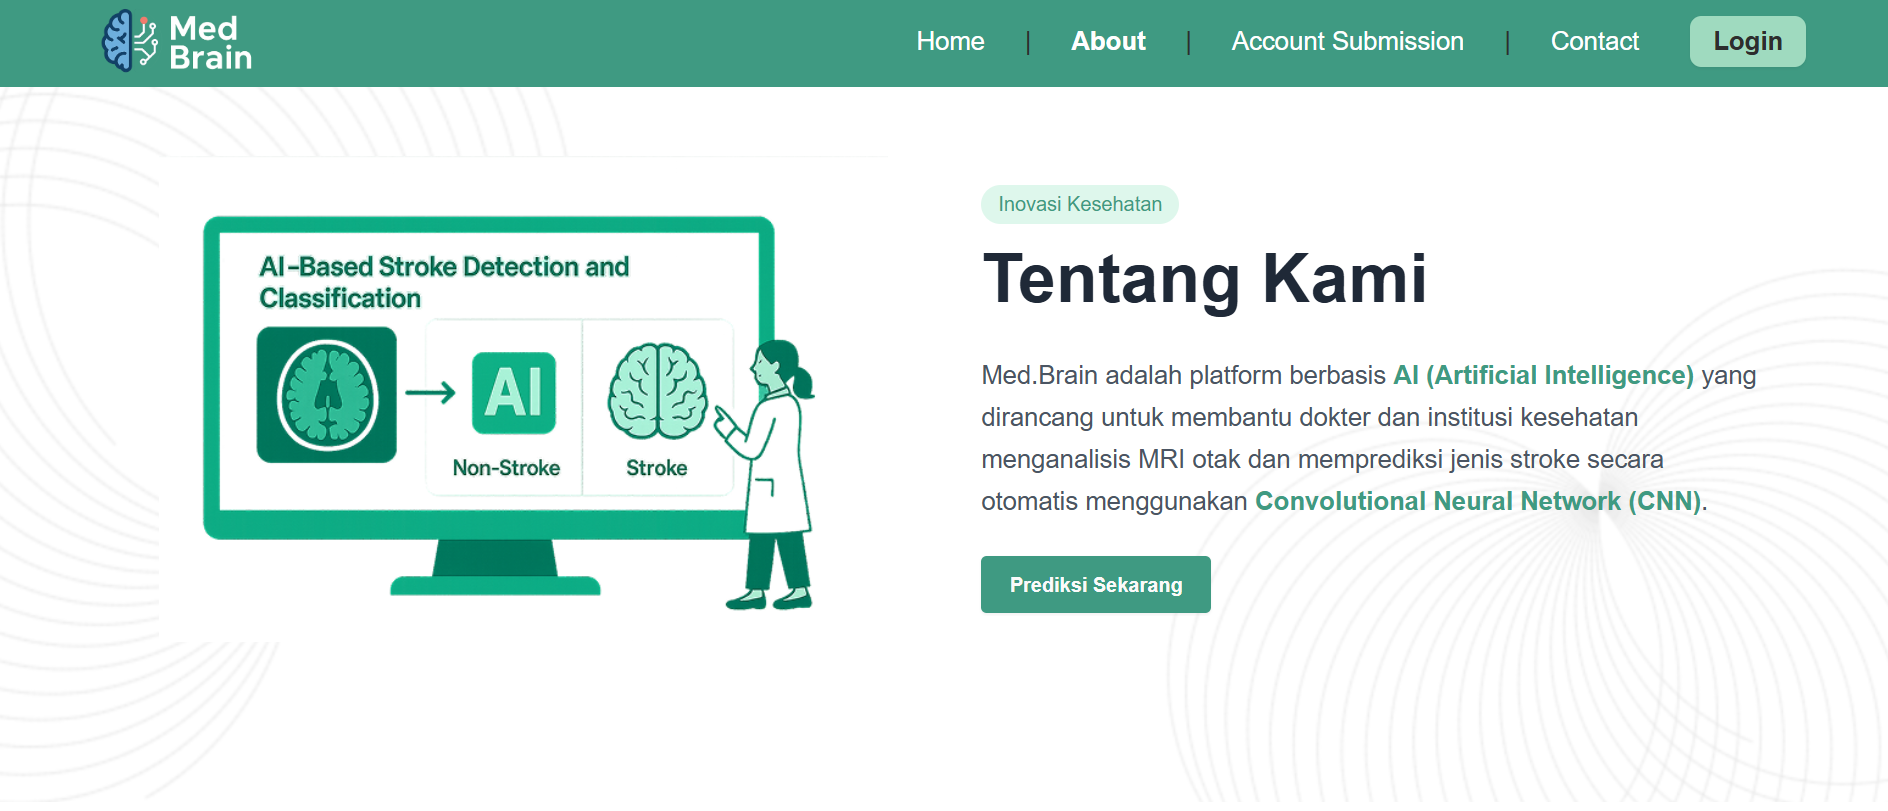 Med
Brain
Home | About | Account Submission | Contact
Login
AI-Based Stroke Detection and
Classification
AI
Non-Stroke
Stroke
Inovasi Kesehatan
Tentang Kami
Med.Brain adalah platform berbasis AI (Artificial Intelligence) yang
dirancang untuk membantu dokter dan institusi kesehatan
menganalisis MRI otak dan memprediksi jenis stroke secara
otomatis menggunakan Convolutional Neural Network (CNN).
Prediksi Sekarang